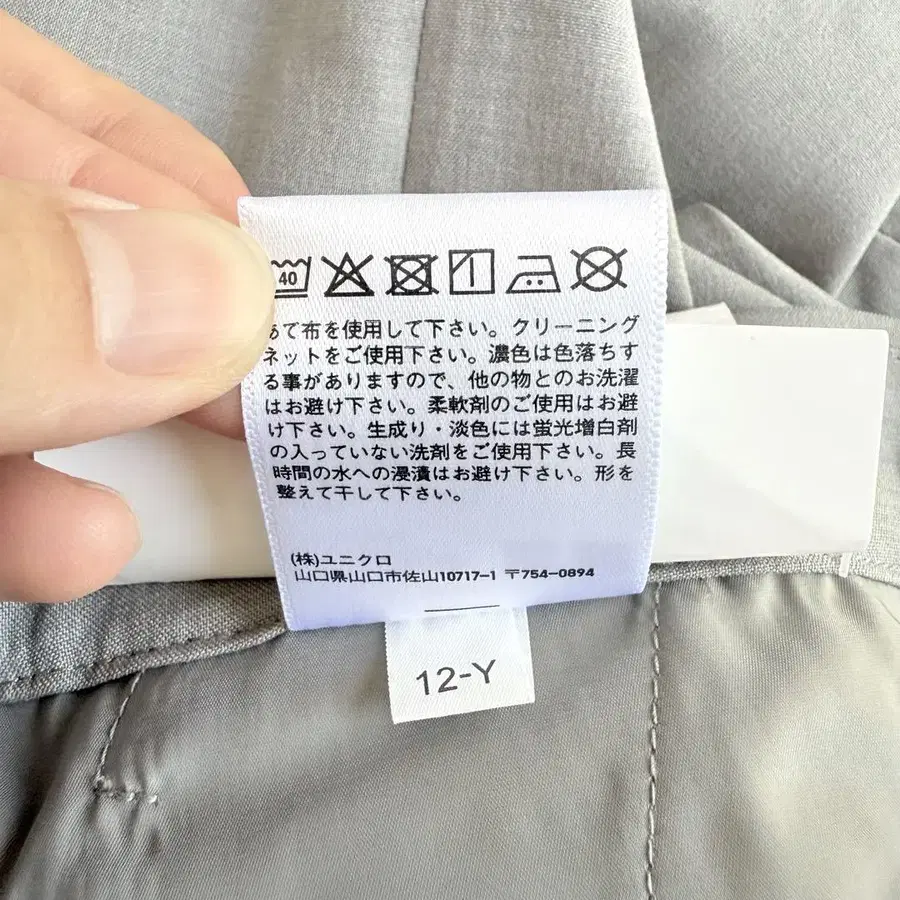 40
あて布を使用して下さい。クリーニング
ネットをご使用下さい。濃色は色落ちす
る事がありますので、他の物とのお洗濯
はお避け下さい。柔軟剤のご使用はお避
け下さい。生成り・淡色には蛍光増白剤
の入っていない洗剤をご使用下さい。長
時間の水への浸漬はお避け下さい。形を
整えて干して下さい。
(株)ユニクロ
山口県山口市佐山10717-1 〒754-0894
12-Y